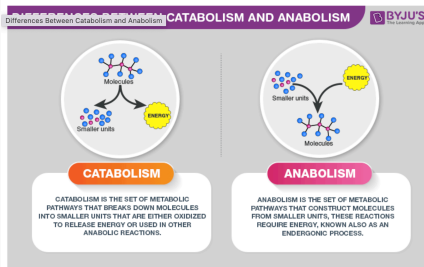 CATABOLISM AND ANABOLISM
Differences Between Catabolism and Anabolism
BYJU'S
The Learning App
Molecules
ENERGY
Smaller units
ENERGY
Smaller units
Molecules
CATABOLISM
CATABOLISM IS THE SET OF METABOLIC
PATHWAYS THAT BREAKS DOWN MOLECULES
INTO SMALLER UNITS THAT ARE EITHER OXIDIZED
TO RELEASE ENERGY OR USED IN OTHER
ANABOLIC REACTIONS.
ANABOLISM
ANABOLISM IS THE SET OF METABOLIC
PATHWAYS THAT CONSTRUCT MOLECULES
FROM SMALLER UNITS, THESE REACTIONS
REQUIRE ENERGY, KNOWN ALSO AS AN
ENDERGONIC PROCESS.